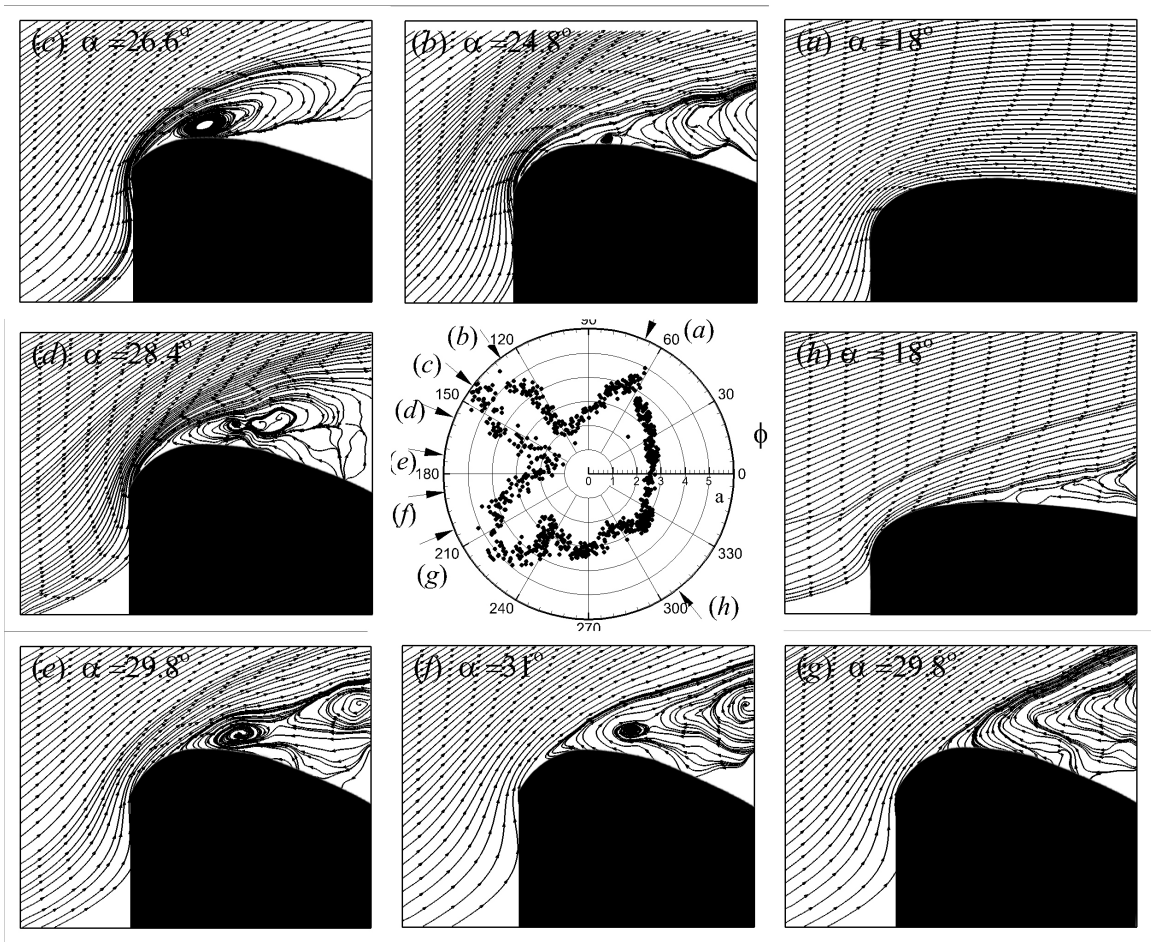 (c) α=26.6°
(b) α=24.8°
(a) α=18°
(d) α=28.4°
(h) α=18°
90
60
30
0
330
300
270
240
210
180
150
120
ϕ
0 1 2 3 4 5
a
(a)
(b)
(c)
(d)
(e)
(f)
(g)
(h)
(e) α=29.8°
(f) α=31°
(g) α=29.8°